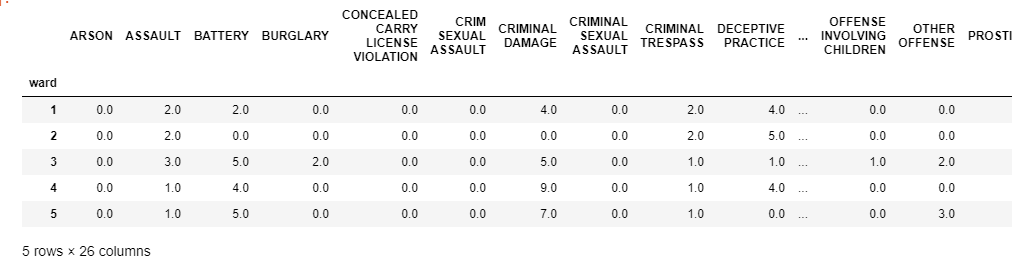 ARSON ASSAULT BATTERY BURGLARY CONCEALED CARRY LICENSE VIOLATION CRIM SEXUAL ASSAULT CRIMINAL DAMAGE CRIMINAL SEXUAL ASSAULT CRIMINAL TRESPASS DECEPTIVE PRACTICE ... OFFENSE INVOLVING CHILDREN OTHER OFFENSE PROSTI
ward
1 0.0 2.0 2.0 0.0 0.0 0.0 4.0 0.0 2.0 4.0 ... 0.0 0.0
2 0.0 2.0 0.0 0.0 0.0 0.0 0.0 0.0 2.0 5.0 ... 0.0 0.0
3 0.0 3.0 5.0 2.0 0.0 0.0 5.0 0.0 1.0 1.0 ... 1.0 2.0
4 0.0 1.0 4.0 0.0 0.0 0.0 9.0 0.0 1.0 4.0 ... 0.0 0.0
5 0.0 1.0 5.0 0.0 0.0 0.0 7.0 0.0 1.0 0.0 ... 0.0 3.0
5 rows × 26 columns